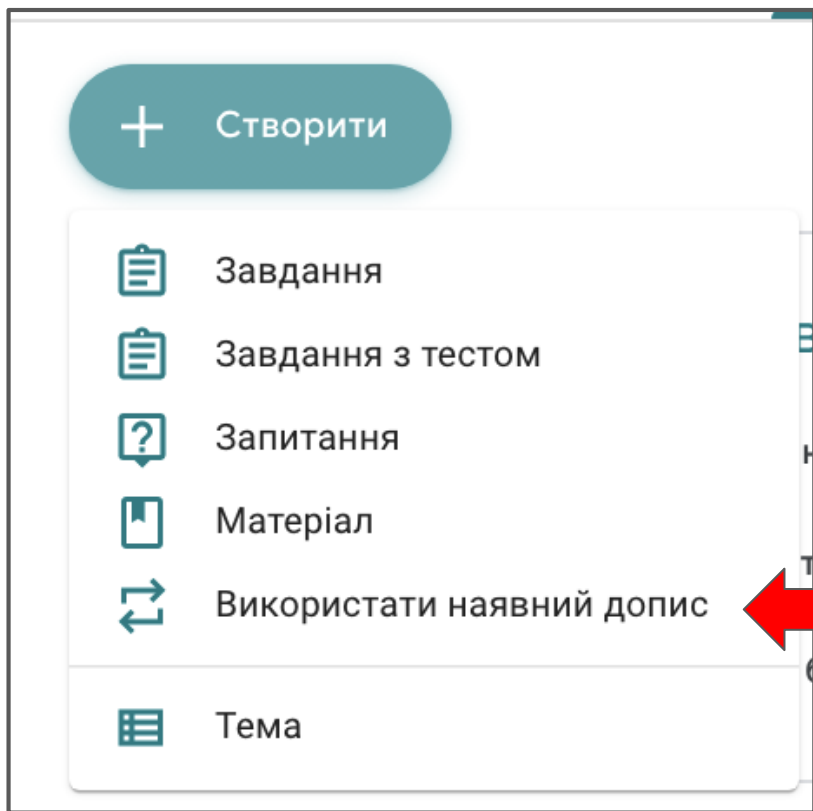 Створити
Завдання
Завдання з тестом
Запитання
Матеріал
Використати наявний допис
Тема